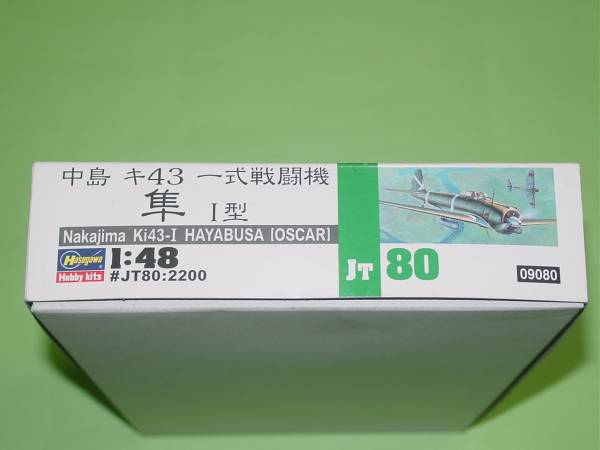 中島 キ43 一式戦闘機
隼 I型
Nakajima Ki43-I HAYABUSA [OSCAR]
Hasegawa
Hobby kits
1:48
#JT80:2200
JT 80
09080